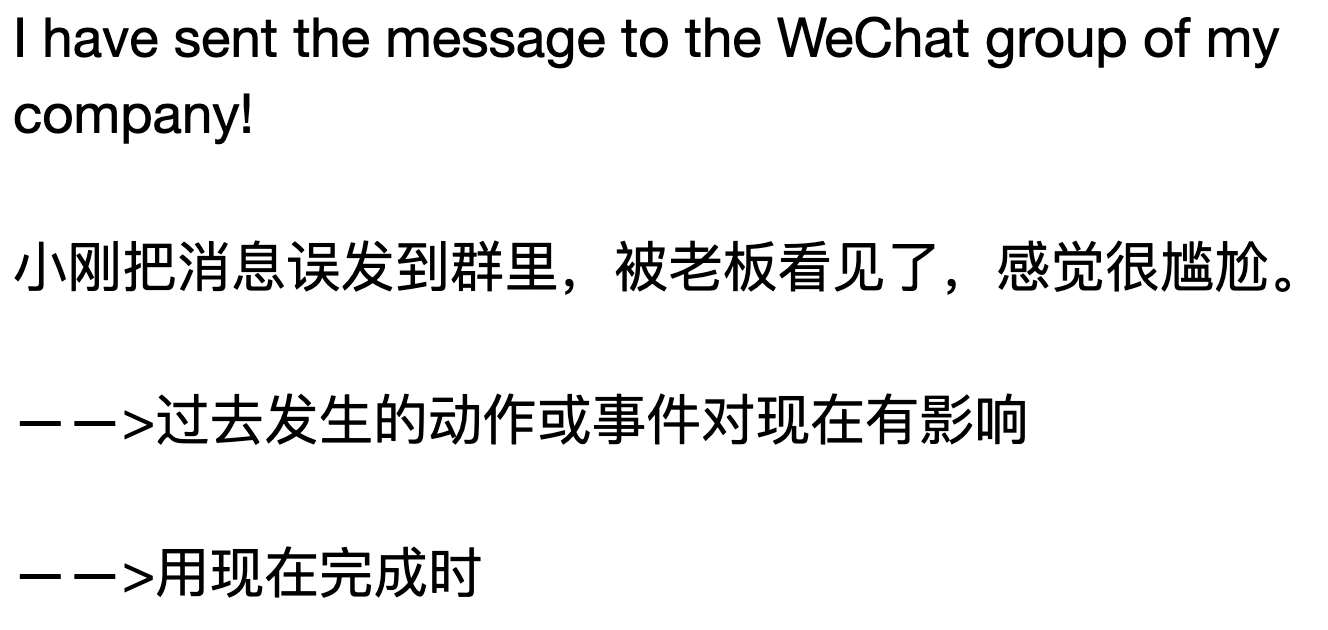 I have sent the message to the WeChat group of my
company!
小刚把消息误发到群里，被老板看见了，感觉很尴尬。
——>过去发生的动作或事件对现在有影响
——>用现在完成时